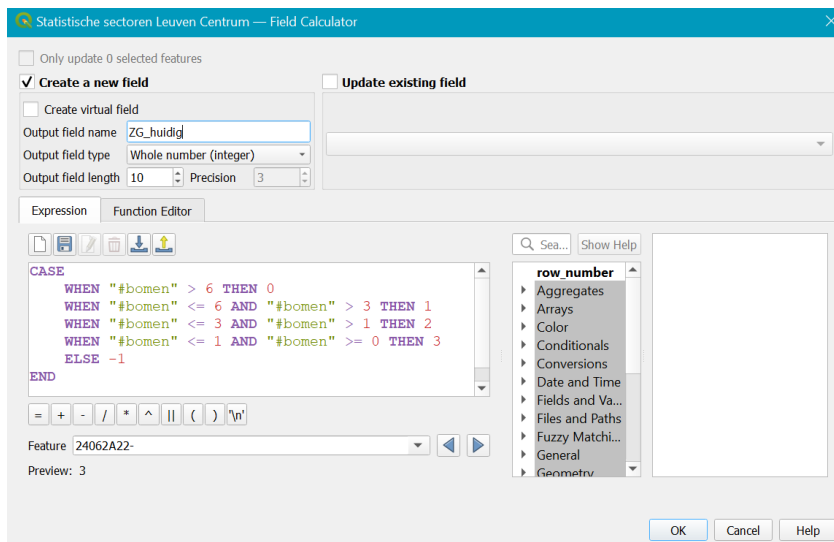 Statistische sectoren Leuven Centrum — Field Calculator
Only update 0 selected features
Create a new field
Update existing field
Create virtual field
Output field name ZG_huidig
Output field type Whole number (integer)
Output field length 10 Precision 3
Expression Function Editor
Sea... Show Help
CASE
WHEN "#bomen" > 6 THEN 0
WHEN "#bomen" <= 6 AND "#bomen" > 3 THEN 1
WHEN "#bomen" <= 3 AND "#bomen" > 1 THEN 2
WHEN "#bomen" <= 1 AND "#bomen" >= 0 THEN 3
ELSE -1
END
= + - / * ^ || ( ) '\n'
Feature 24062A22-
Preview: 3
row_number
Aggregates
Arrays
Color
Conditionals
Conversions
Date and Time
Fields and Va...
Files and Paths
Fuzzy Matchi...
General
Geometry
OK Cancel Help